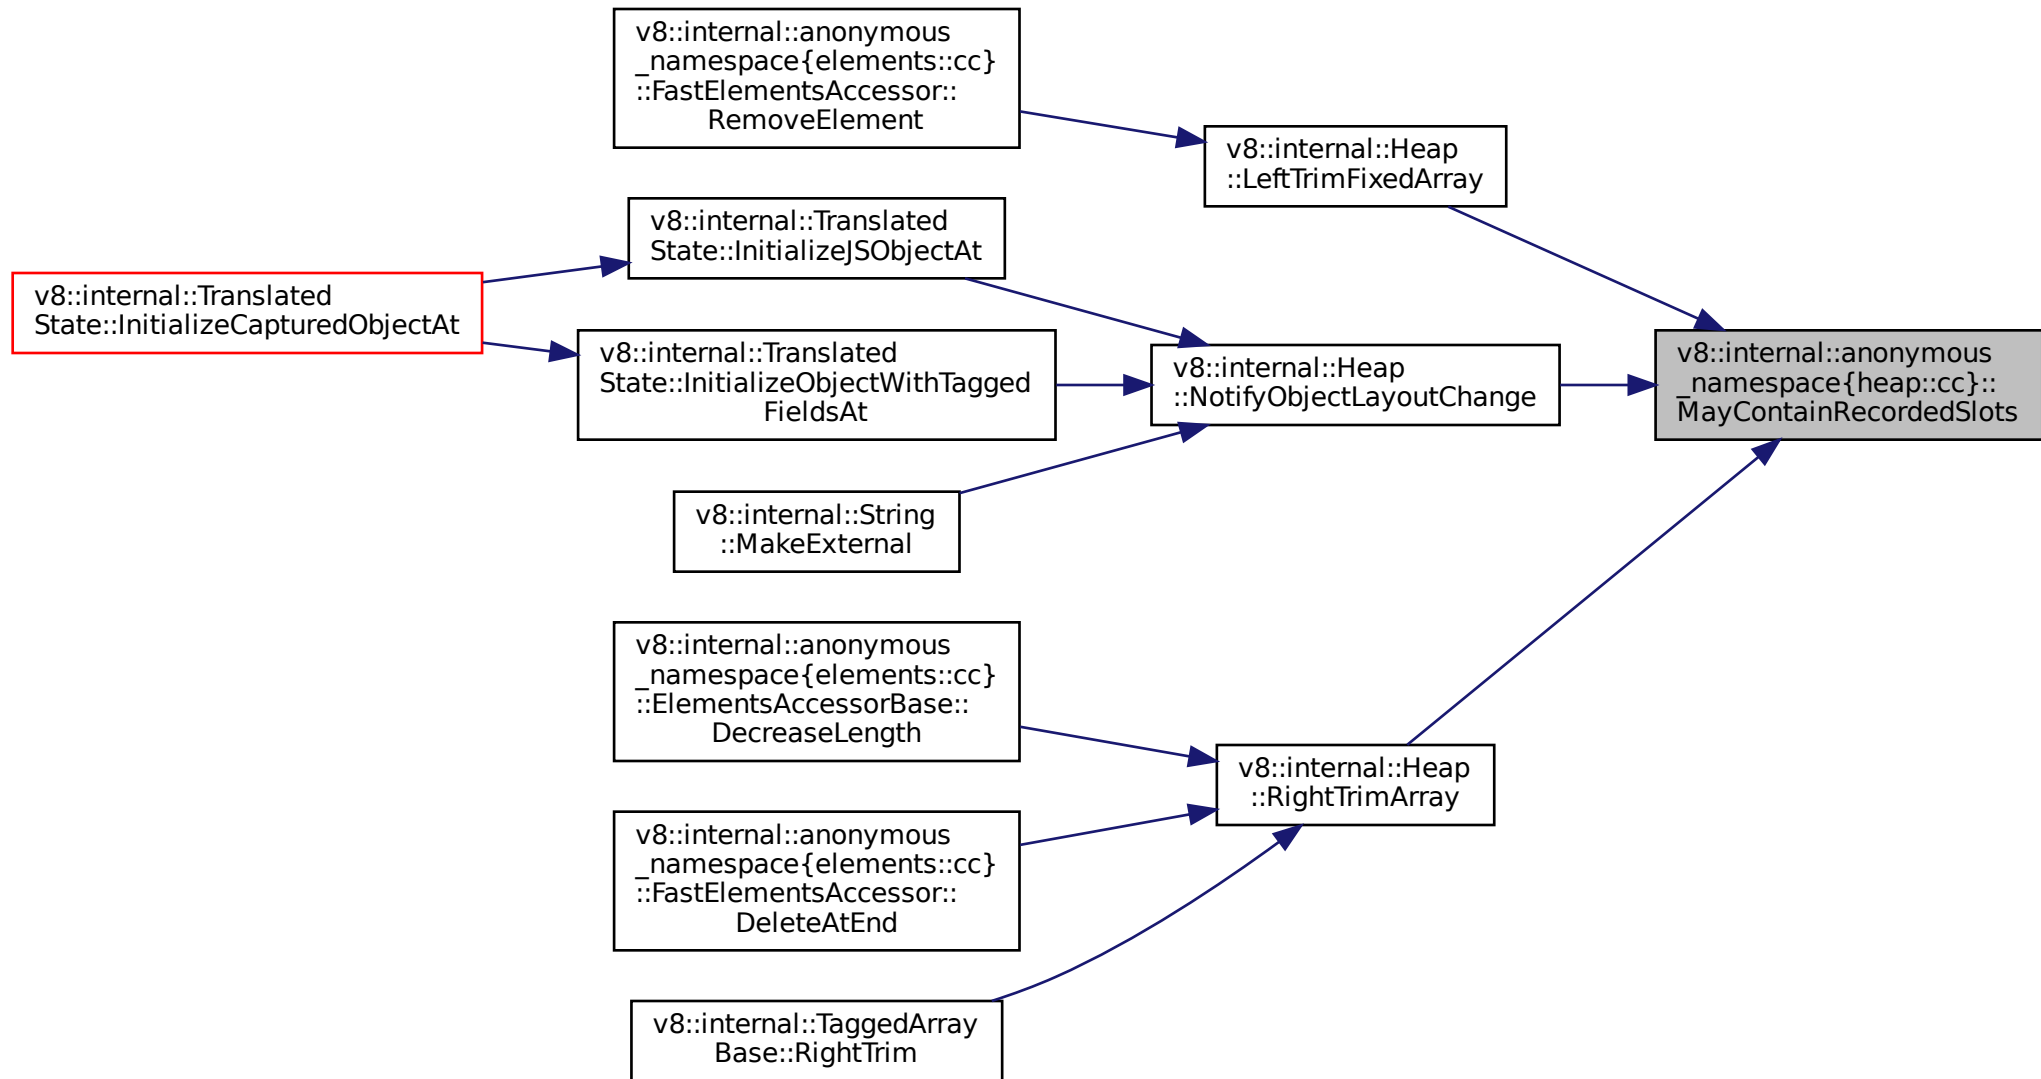 v8::internal::anonymous
_namespace{elements::cc}
::FastElementsAccessor::
RemoveElement
v8::internal::Heap
::LeftTrimFixedArray
v8::internal::Translated
State::InitializeJSObjectAt
v8::internal::Translated
State::InitializeCapturedObjectAt
v8::internal::Translated
State::InitializeObjectWithTagged
FieldsAt
v8::internal::Heap
::NotifyObjectLayoutChange
v8::internal::anonymous
_namespace{heap::cc}::
MayContainRecordedSlots
v8::internal::String
::MakeExternal
v8::internal::anonymous
_namespace{elements::cc}
::ElementsAccessorBase::
DecreaseLength
v8::internal::Heap
::RightTrimArray
v8::internal::anonymous
_namespace{elements::cc}
::FastElementsAccessor::
DeleteAtEnd
v8::internal::TaggedArray
Base::RightTrim